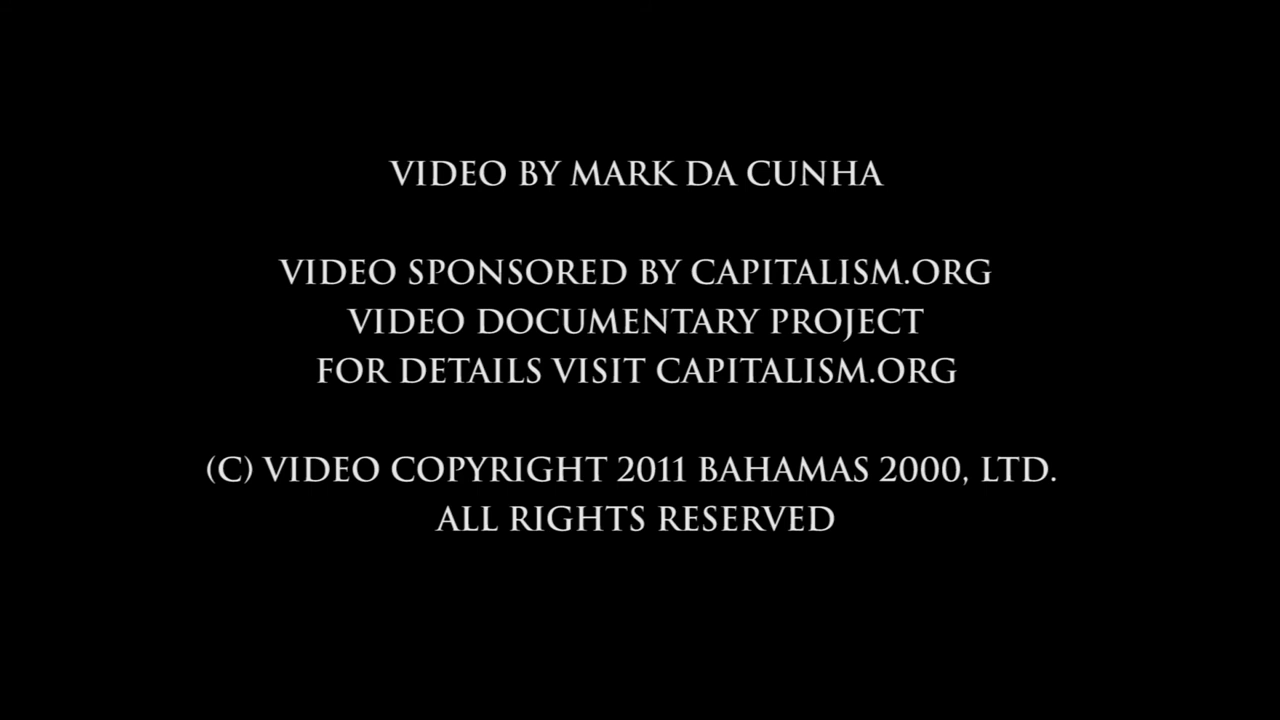 VIDEO BY MARK DA CUNHA
VIDEO SPONSORED BY CAPITALISM.ORG
VIDEO DOCUMENTARY PROJECT
FOR DETAILS VISIT CAPITALISM.ORG
(C) VIDEO COPYRIGHT 2011 BAHAMAS 2000, LTD.
ALL RIGHTS RESERVED